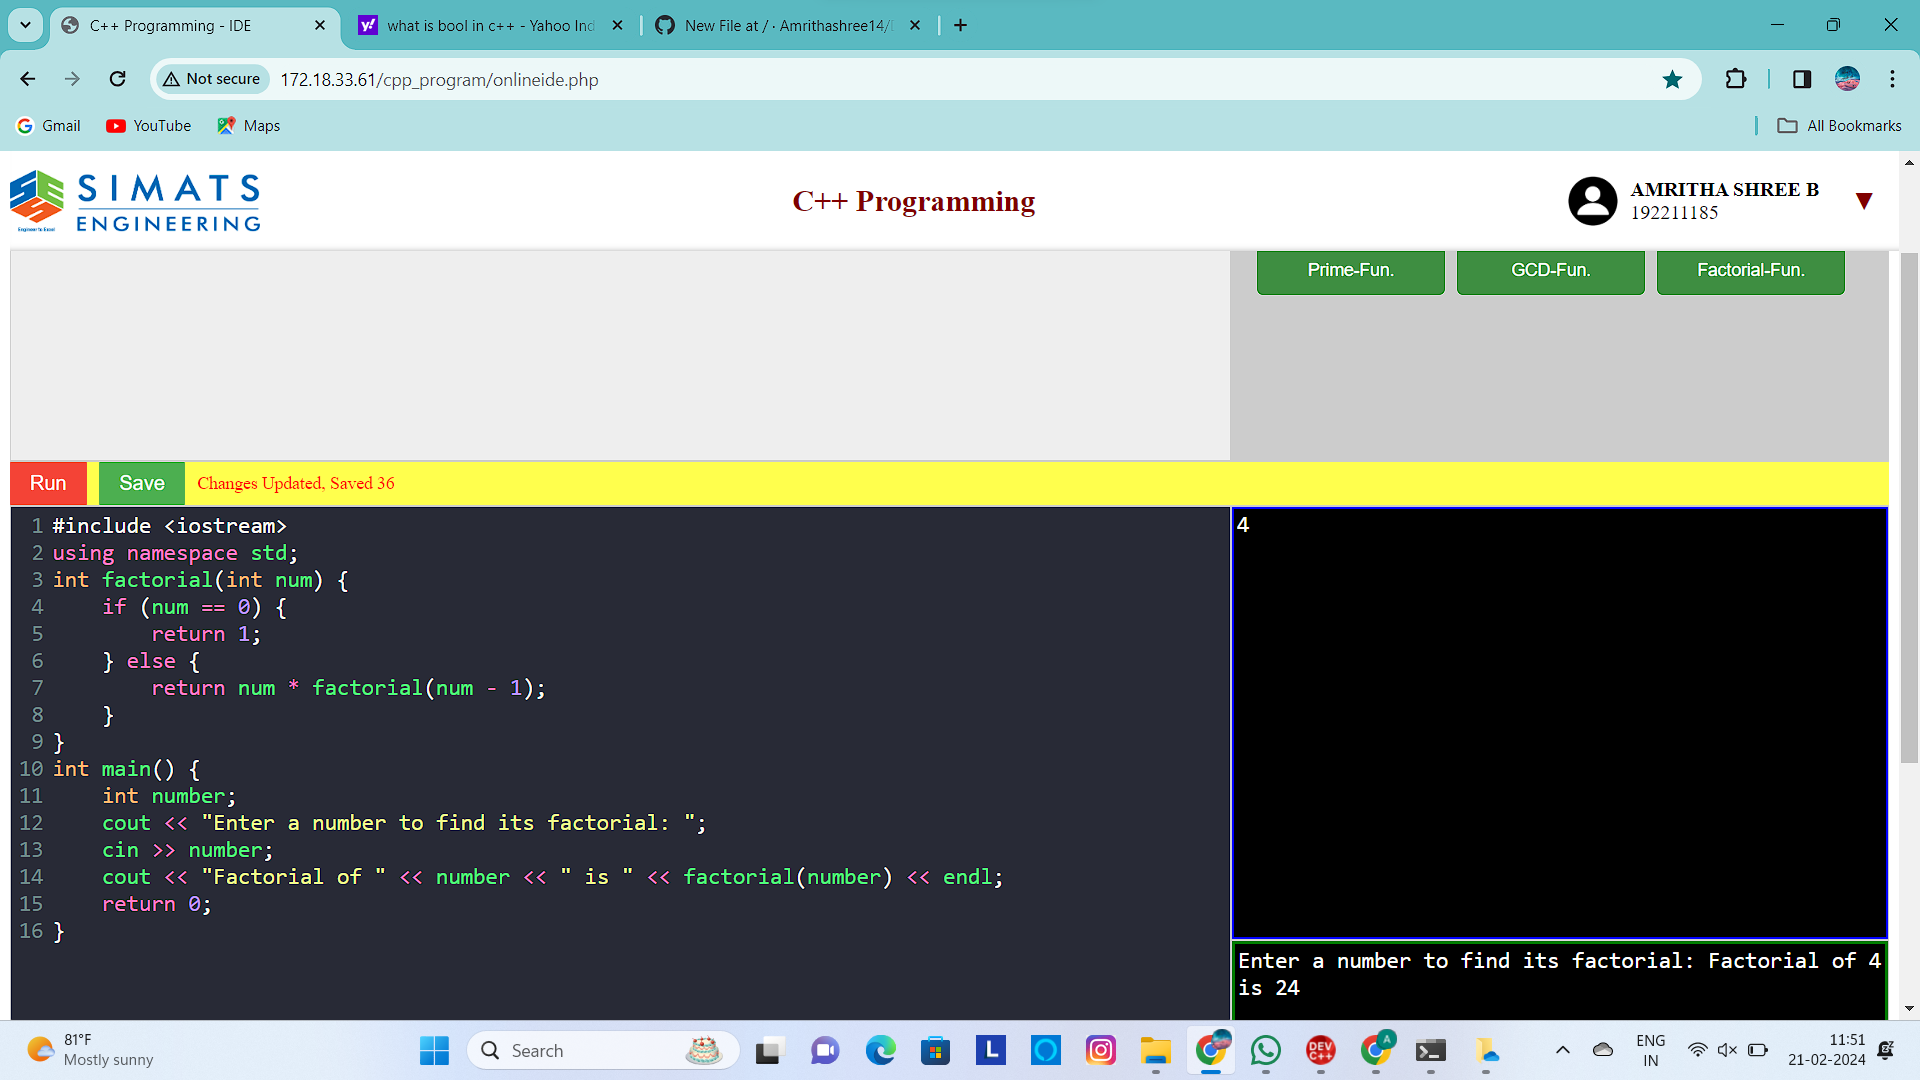 C++ Programming - IDE
what is bool in c++ - Yahoo Ind
New File at / · Amrithashree14/
Not secure
172.18.33.61/cpp_program/onlineide.php
Gmail
YouTube
Maps
All Bookmarks
SIMATS
ENGINEERING
Engineer to Excel
C++ Programming
AMRITHA SHREE B
192211185
Prime-Fun.
GCD-Fun.
Factorial-Fun.
Run
Save
Changes Updated, Saved 36
1 #include <iostream>
2 using namespace std;
3 int factorial(int num) {
4     if (num == 0) {
5         return 1;
6     } else {
7         return num * factorial(num - 1);
8     }
9 }
10 int main() {
11     int number;
12     cout << "Enter a number to find its factorial: ";
13     cin >> number;
14     cout << "Factorial of " << number << " is " << factorial(number) << endl;
15     return 0;
16 }
4
Enter a number to find its factorial: Factorial of 4
is 24
81°F
Mostly sunny
Search
L
DEV
C++
A
ENG
IN
11:51
21-02-2024